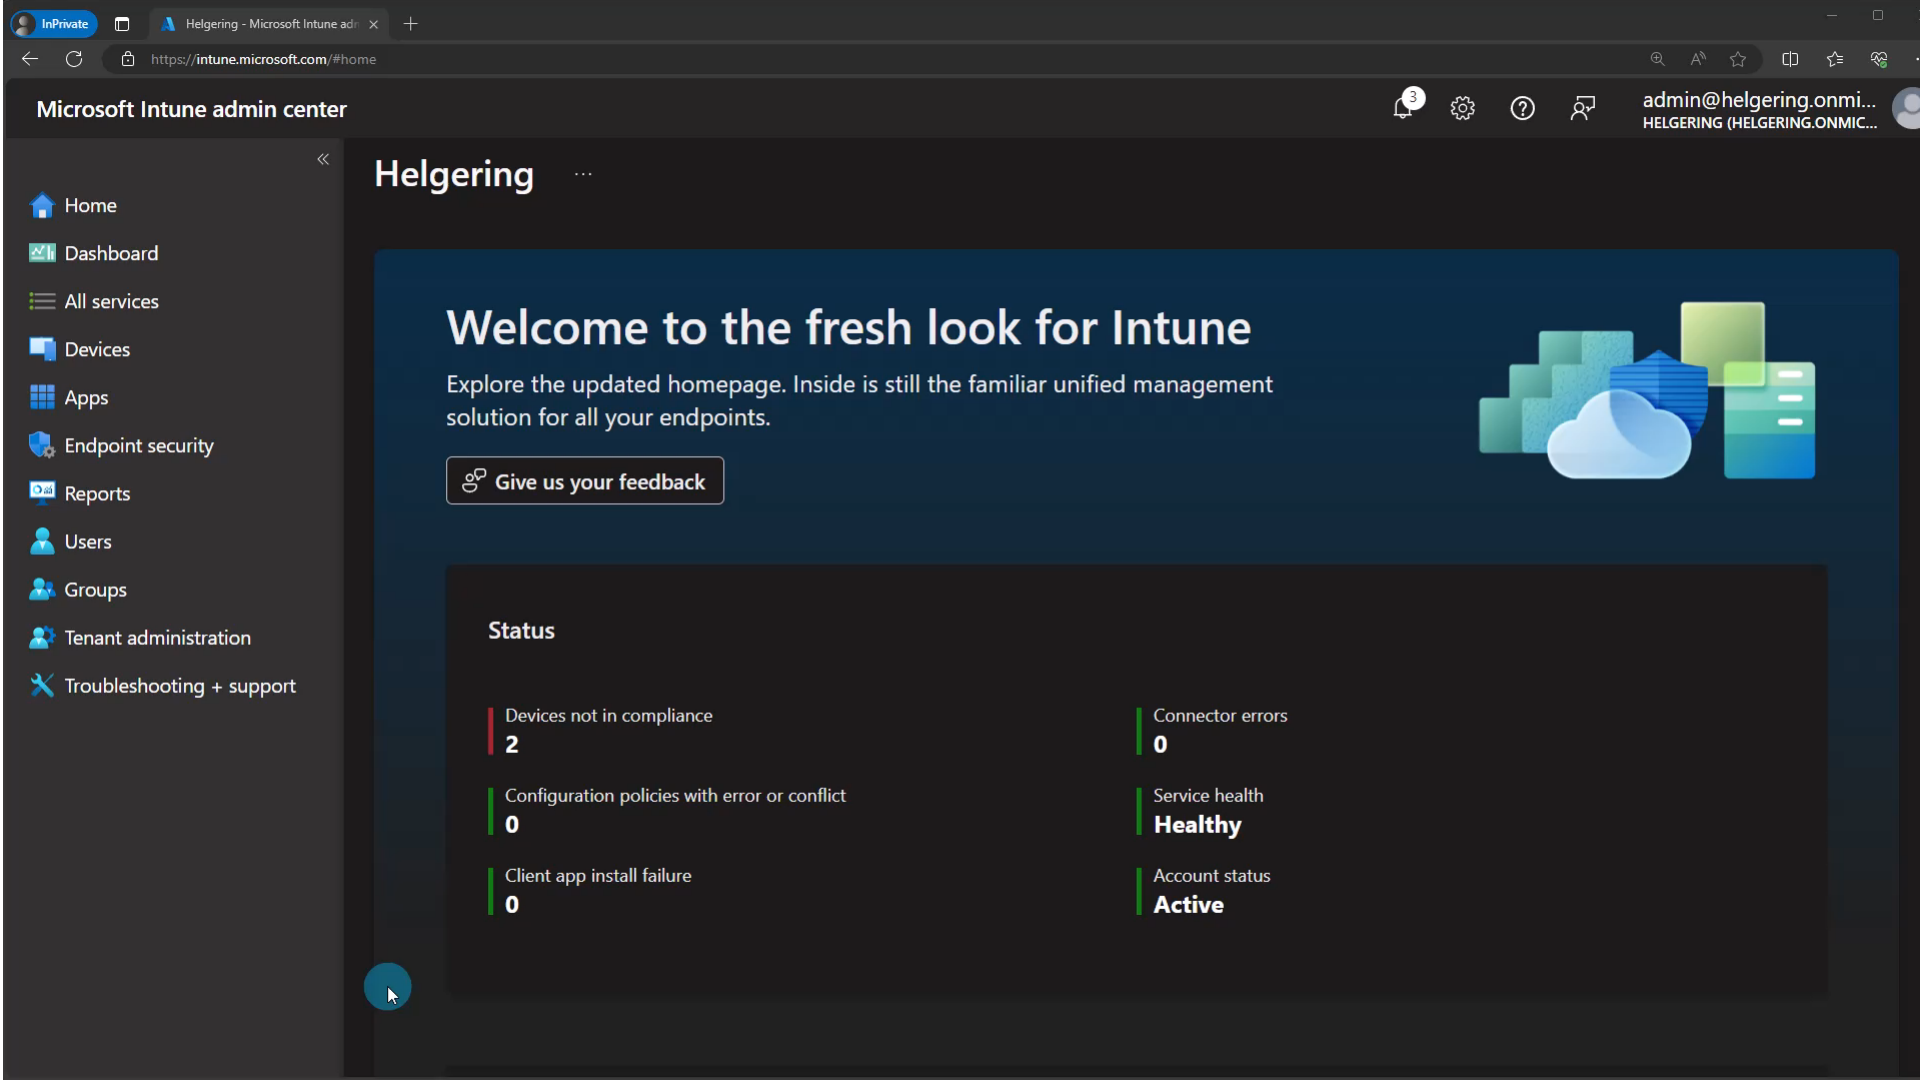 InPrivate
Helgering - Microsoft Intune adn
https://intune.microsoft.com/#home
Microsoft Intune admin center
3
admin@helgering.onmi...
HELGERING (HELGERING.ONMIC...
Helgering
...
Home
Dashboard
All services
Devices
Apps
Endpoint security
Reports
Users
Groups
Tenant administration
Troubleshooting + support
Welcome to the fresh look for Intune
Explore the updated homepage. Inside is still the familiar unified management
solution for all your endpoints.
Give us your feedback
Status
Devices not in compliance
2
Configuration policies with error or conflict
0
Client app install failure
0
Connector errors
0
Service health
Healthy
Account status
Active